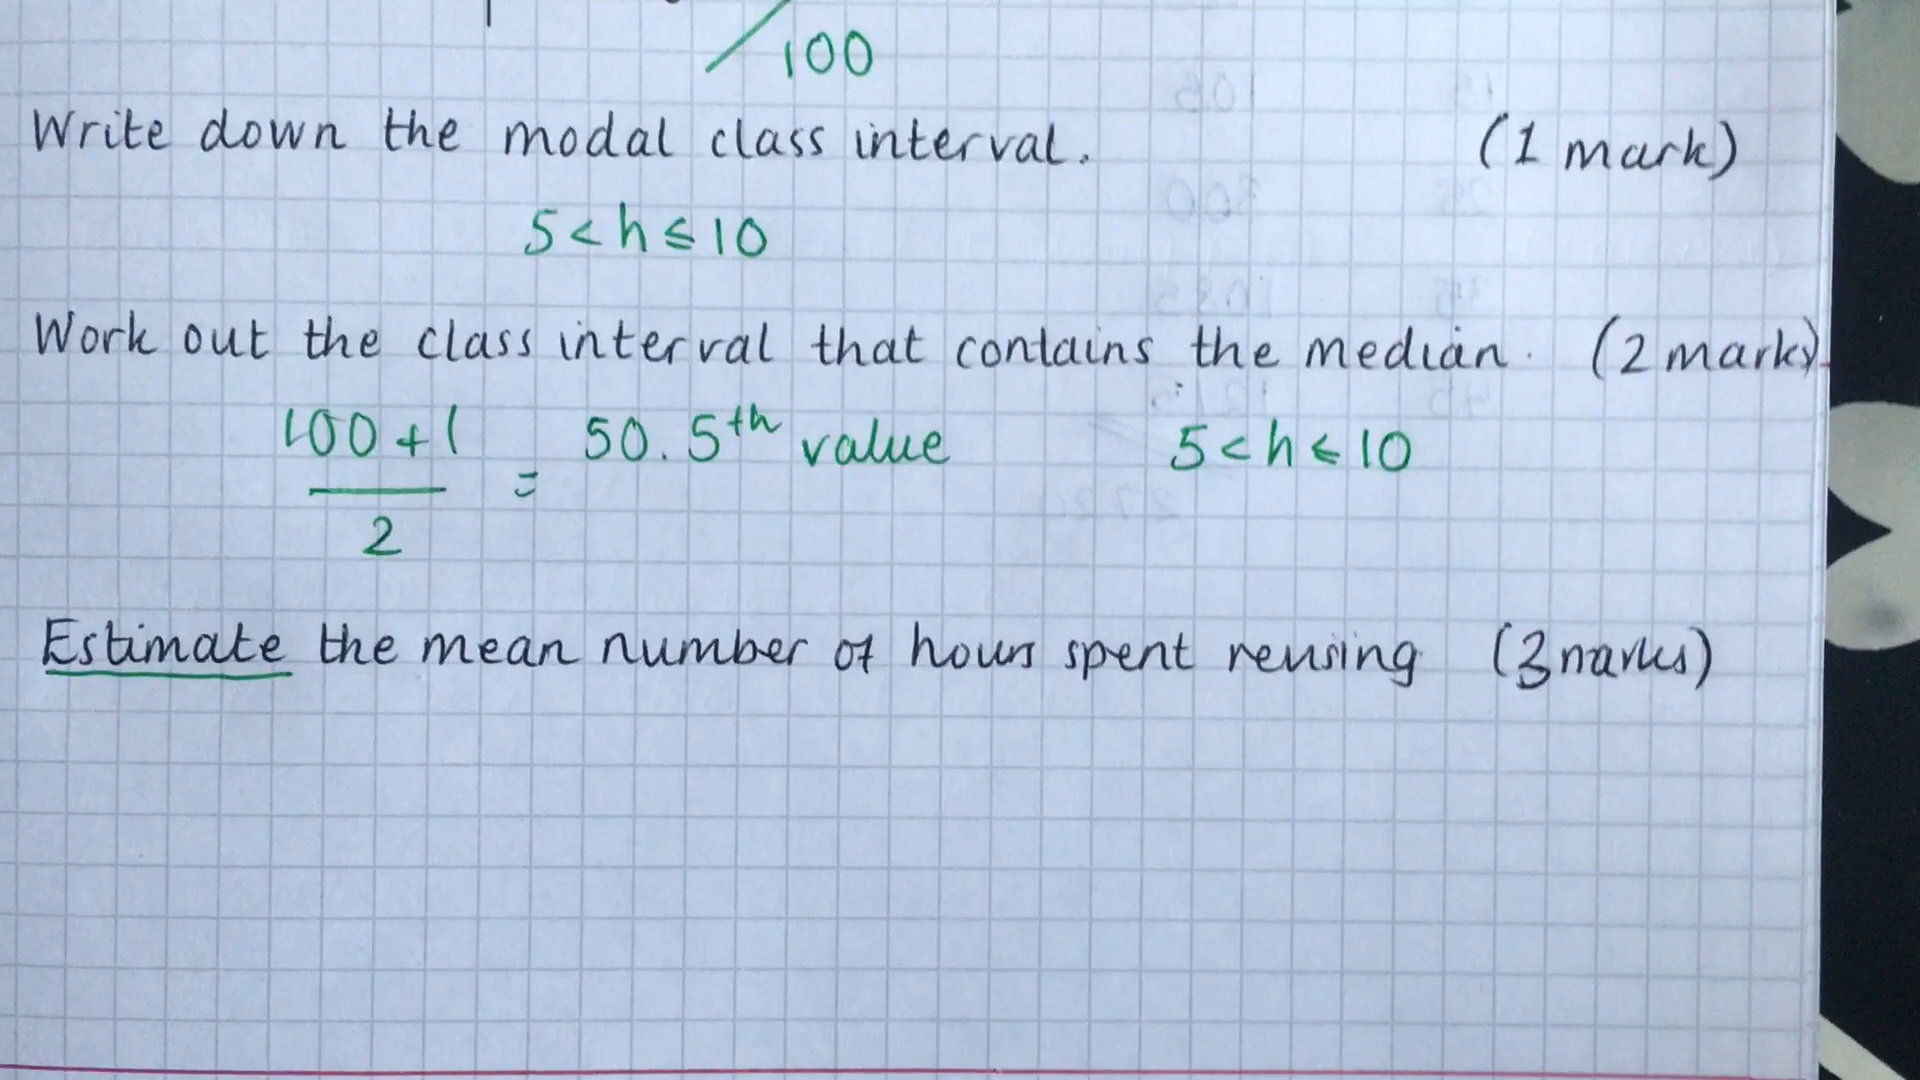 100
Write down the modal class interval. (1 mark)
5 < h ≤ 10
Work out the class interval that contains the median. (2 marks)
100 + 1
= 50.5th value 5 < h ≤ 10
2
Estimate the mean number of hours spent revising (3 marks)